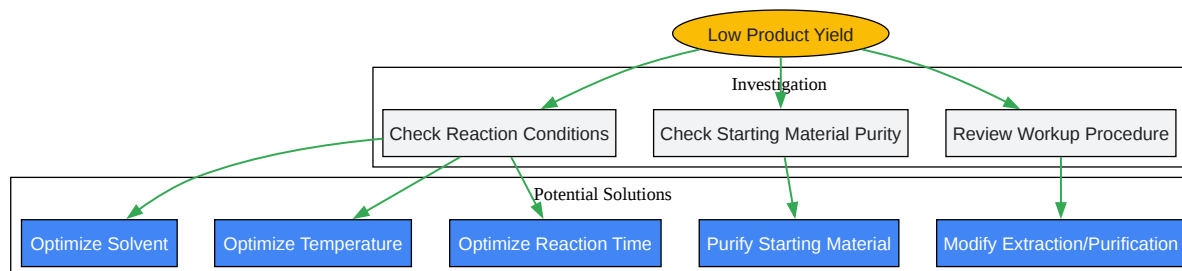 Low Product Yield
Investigation
Check Reaction Conditions
Check Starting Material Purity
Review Workup Procedure
Potential Solutions
Optimize Solvent
Optimize Temperature
Optimize Reaction Time
Purify Starting Material
Modify Extraction/Purification